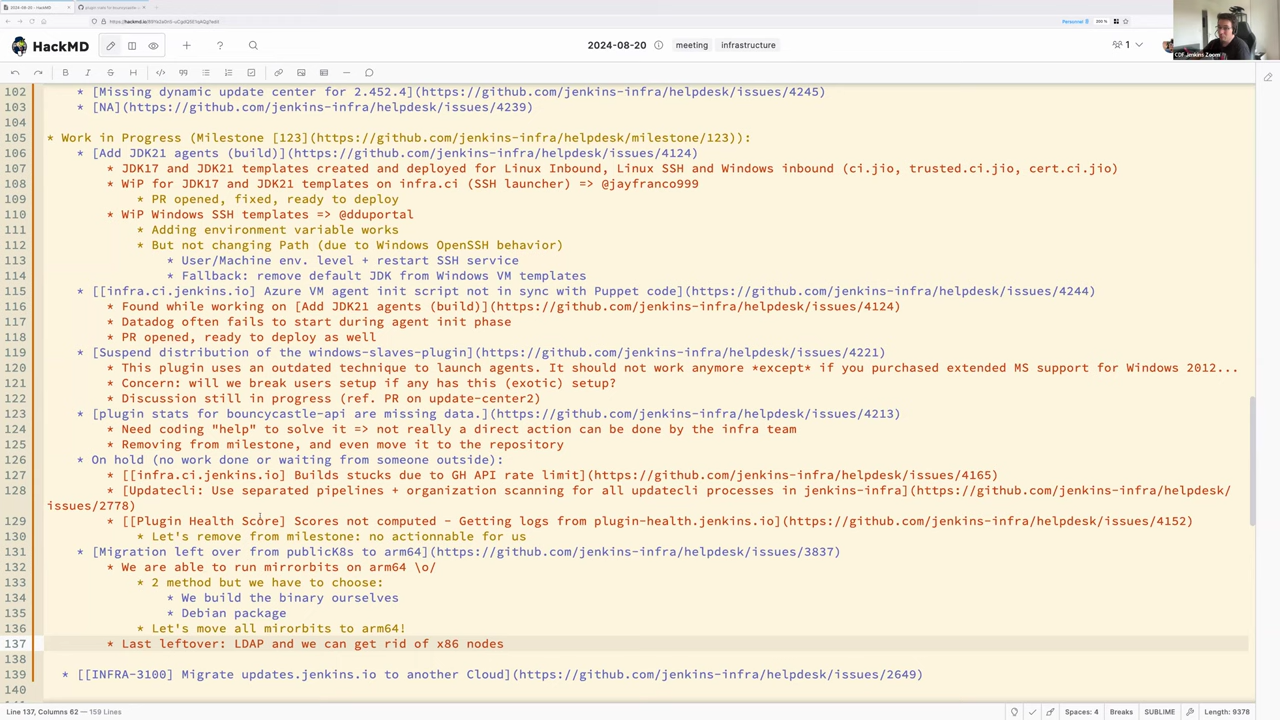 2024-08-20
plugin stats for bouncycastle-
Personnel
300 %
HackMD
2024-08-20
meeting
infrastructure
1
CDF Jenkins Zoom
102 * [Missing dynamic update center for 2.452.4](https://github.com/jenkins-infra/helpdesk/issues/4245)
103 * [NA](https://github.com/jenkins-infra/helpdesk/issues/4239)
104
105 * Work in Progress (Milestone [123](https://github.com/jenkins-infra/helpdesk/milestone/123)):
106 * [Add JDK21 agents (build)](https://github.com/jenkins-infra/helpdesk/issues/4124)
107 * JDK17 and JDK21 templates created and deployed for Linux Inbound, Linux SSH and Windows inbound (ci.jio, trusted.ci.jio, cert.ci.jio)
108 * WiP for JDK17 and JDK21 templates on infra.ci (SSH launcher) => @jayfranco999
109 * PR opened, fixed, ready to deploy
110 * WiP Windows SSH templates => @dduportal
111 * Adding environment variable works
112 * But not changing Path (due to Windows OpenSSH behavior)
113 * User/Machine env. level + restart SSH service
114 * Fallback: remove default JDK from Windows VM templates
115 * [[infra.ci.jenkins.io] Azure VM agent init script not in sync with Puppet code](https://github.com/jenkins-infra/helpdesk/issues/4244)
116 * Found while working on [Add JDK21 agents (build)](https://github.com/jenkins-infra/helpdesk/issues/4124)
117 * Datadog often fails to start during agent init phase
118 * PR opened, ready to deploy as well
119 * [Suspend distribution of the windows-slaves-plugin](https://github.com/jenkins-infra/helpdesk/issues/4221)
120 * This plugin uses an outdated technique to launch agents. It should not work anymore *except* if you purchased extended MS support for Windows 2012...
121 * Concern: will we break users setup if any has this (exotic) setup?
122 * Discussion still in progress (ref. PR on update-center2)
123 * [plugin stats for bouncycastle-api are missing data.](https://github.com/jenkins-infra/helpdesk/issues/4213)
124 * Need coding "help" to solve it => not really a direct action can be done by the infra team
125 * Removing from milestone, and even move it to the repository
126 * On hold (no work done or waiting from someone outside):
127 * [[infra.ci.jenkins.io] Builds stucks due to GH API rate limit](https://github.com/jenkins-infra/helpdesk/issues/4165)
128 * [Updatecli: Use separated pipelines + organization scanning for all updatecli processes in jenkins-infra](https://github.com/jenkins-infra/helpdesk/
issues/2778)
129 * [[Plugin Health Score] Scores not computed - Getting logs from plugin-health.jenkins.io](https://github.com/jenkins-infra/helpdesk/issues/4152)
130 * Let's remove from milestone: no actionnable for us
131 * [Migration left over from publicK8s to arm64](https://github.com/jenkins-infra/helpdesk/issues/3837)
132 * We are able to run mirrorbits on arm64 \o/
133 * 2 method but we have to choose:
134 * We build the binary ourselves
135 * Debian package
136 * Let's move all mirorbits to arm64!
137 * Last leftover: LDAP and we can get rid of x86 nodes
138
139 * [[INFRA-3100] Migrate updates.jenkins.io to another Cloud](https://github.com/jenkins-infra/helpdesk/issues/2649)
140
Line 137, Columns 62 — 159 Lines
Spaces: 4
Breaks
SUBLIME
Length: 9378